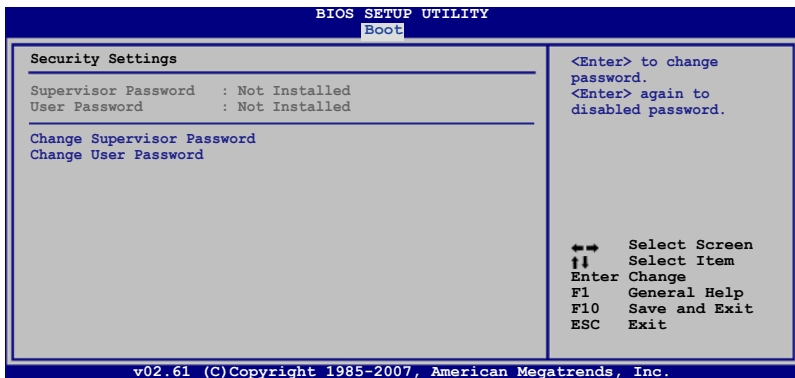 BIOS SETUP UTILITY
Boot
Security Settings
Supervisor Password : Not Installed
User Password : Not Installed
Change Supervisor Password
Change User Password
<Enter> to change
password.
<Enter> again to
disabled password.
←→ Select Screen
↑↓ Select Item
Enter Change
F1 General Help
F10 Save and Exit
ESC Exit
v02.61 (C)Copyright 1985-2007, American Megatrends, Inc.